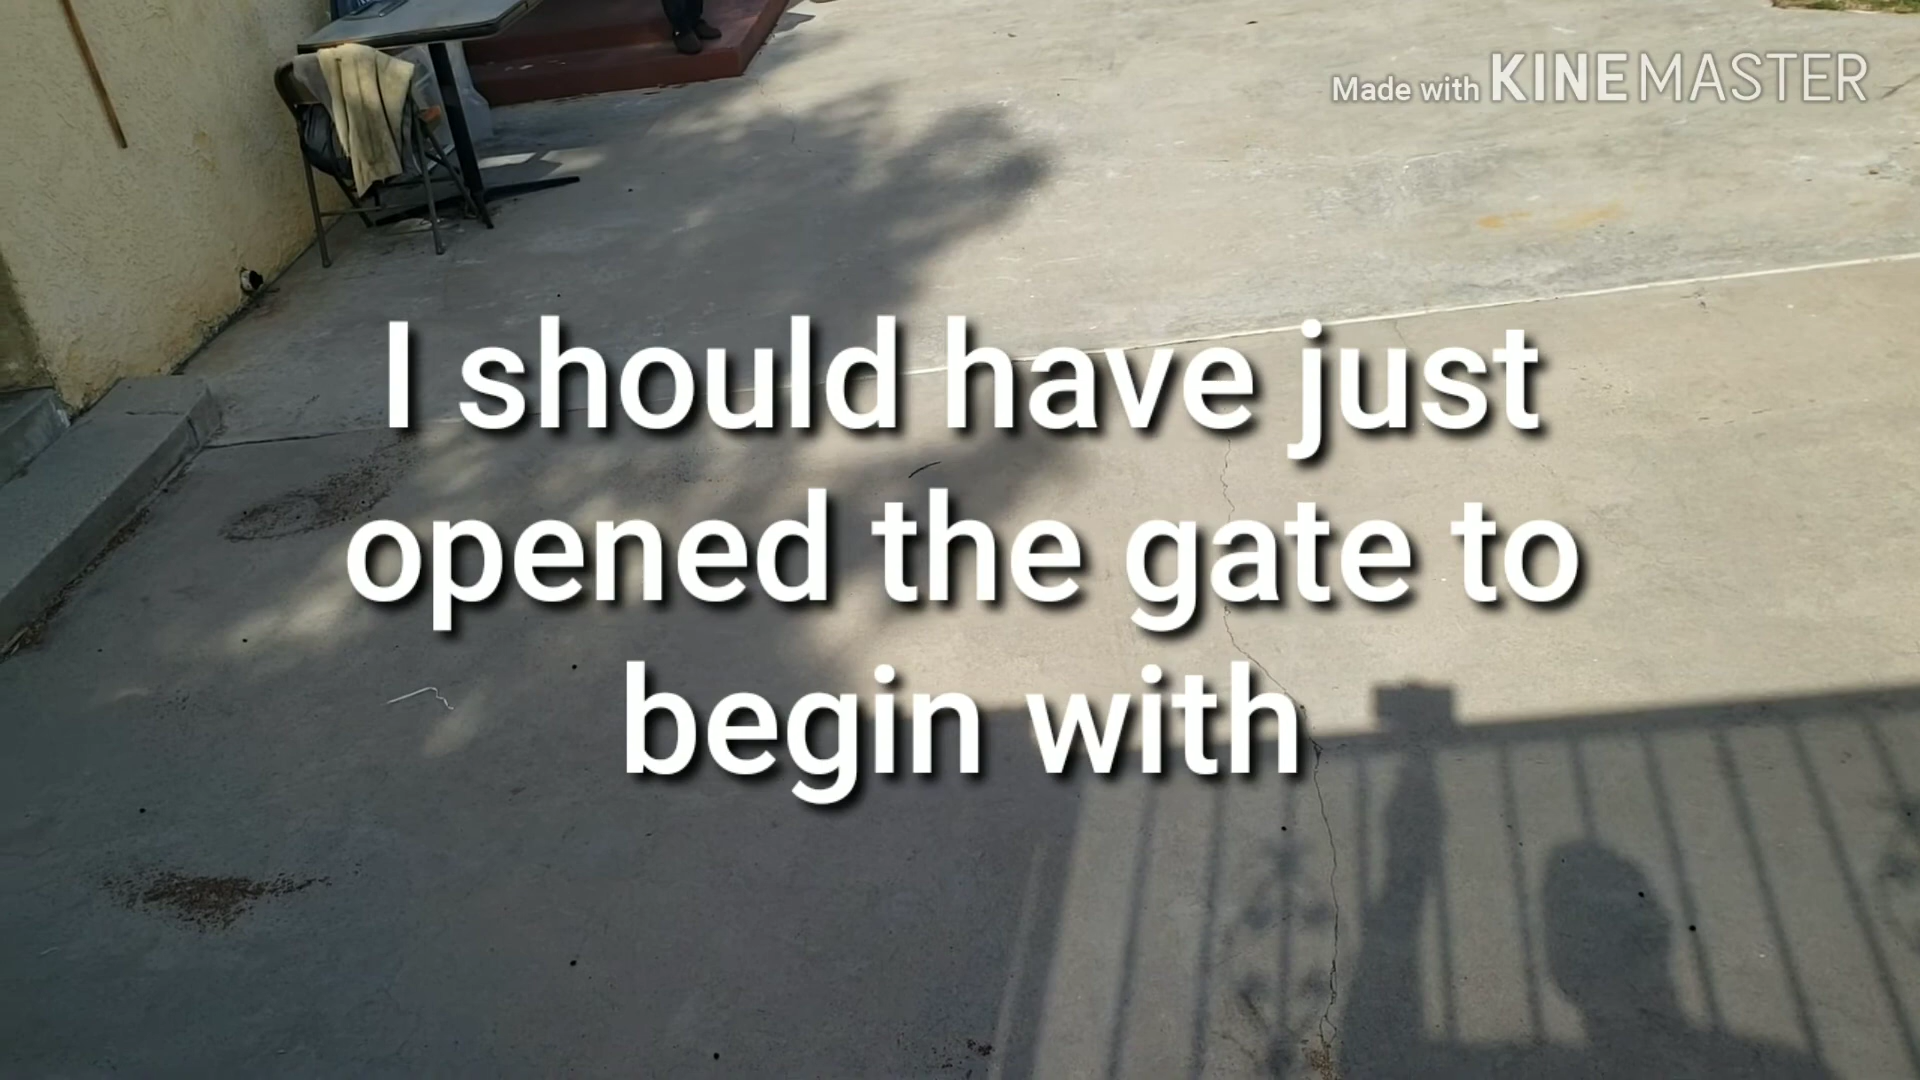 Made with KINEMASTER
I should have just
opened the gate to
begin with